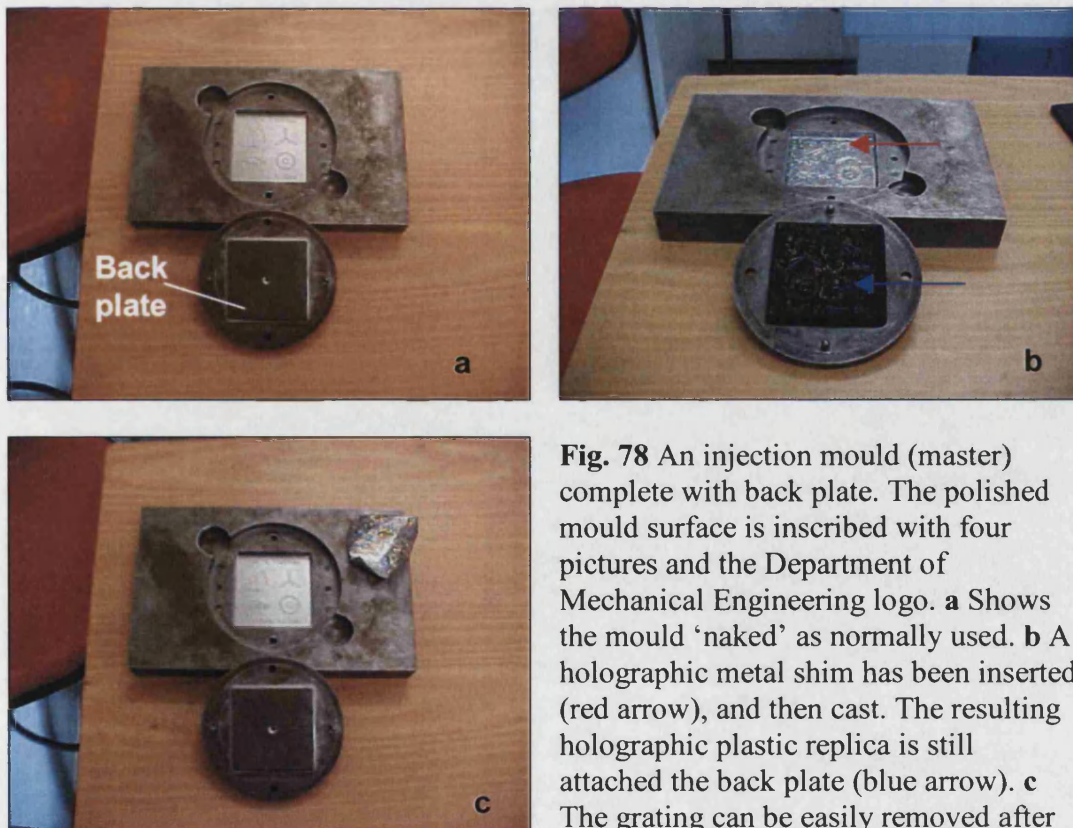 Back
plate
a
b
c
Fig. 78 An injection mould (master)
complete with back plate. The polished
mould surface is inscribed with four
pictures and the Department of
Mechanical Engineering logo. a Shows
the mould ‘naked’ as normally used. b A
holographic metal shim has been inserted
(red arrow), and then cast. The resulting
holographic plastic replica is still
attached the back plate (blue arrow). c
The grating can be easily removed after